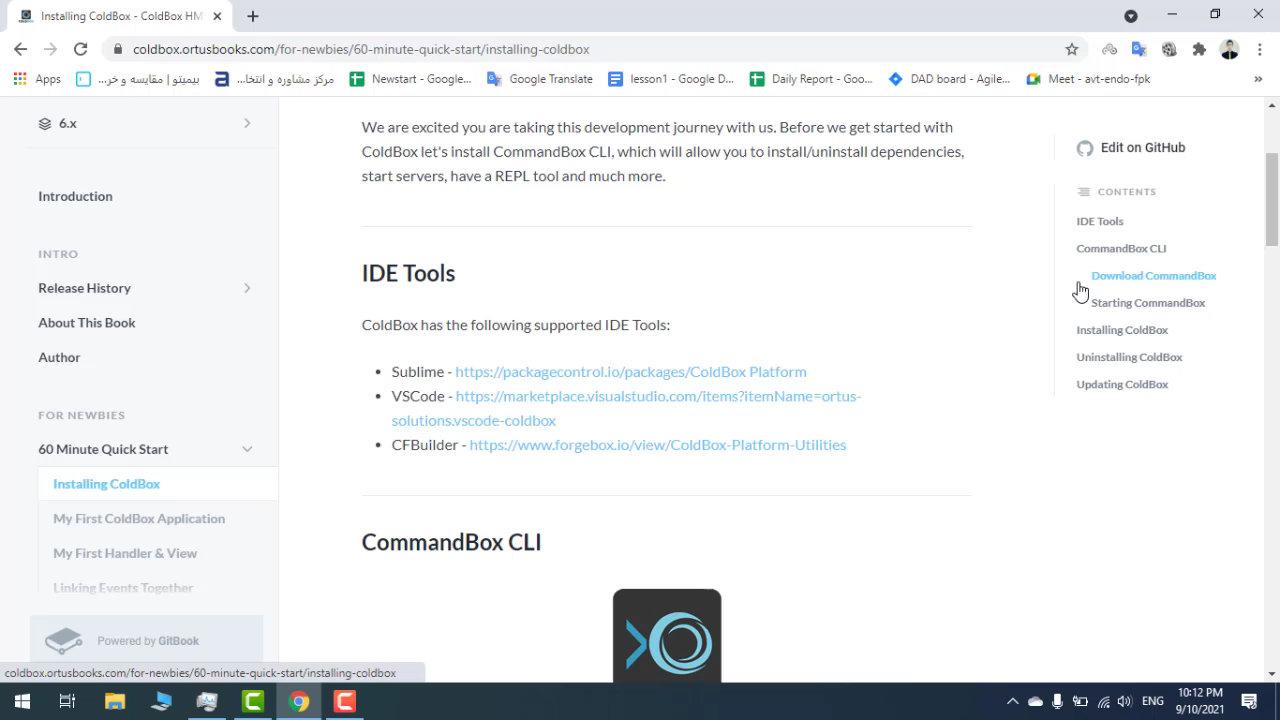 Installing ColdBox - ColdBox HM
coldbox.ortusbooks.com/for-newbies/60-minute-quick-start/installing-coldbox
Apps
بیمیتو | مقایسه و خر...
مرکز مشاوره و انتخا...
Newstart - Google...
Google Translate
lesson1 - Google D...
Daily Report - Goo...
DAD board - Agile...
Meet - avt-endo-fpk
»
6.x
Introduction
INTRO
Release History
About This Book
Author
FOR NEWBIES
60 Minute Quick Start
Installing ColdBox
My First ColdBox Application
My First Handler & View
Linking Events Together
Powered by GitBook
We are excited you are taking this development journey with us. Before we get started with
ColdBox let's install CommandBox CLI, which will allow you to install/uninstall dependencies,
start servers, have a REPL tool and much more.
IDE Tools
ColdBox has the following supported IDE Tools:
• Sublime - https://packagecontrol.io/packages/ColdBox Platform
• VSCode - https://marketplace.visualstudio.com/items?itemName=ortus-
solutions.vscode-coldbox
• CFBuilder - https://www.forgebox.io/view/ColdBox-Platform-Utilities
CommandBox CLI
Edit on GitHub
CONTENTS
IDE Tools
CommandBox CLI
Download CommandBox
Starting CommandBox
Installing ColdBox
Uninstalling ColdBox
Updating ColdBox
coldbox.ortusbooks.com/for-newbies/60-minute-quick-start/installing-coldbox
ENG
10:12 PM
9/10/2021